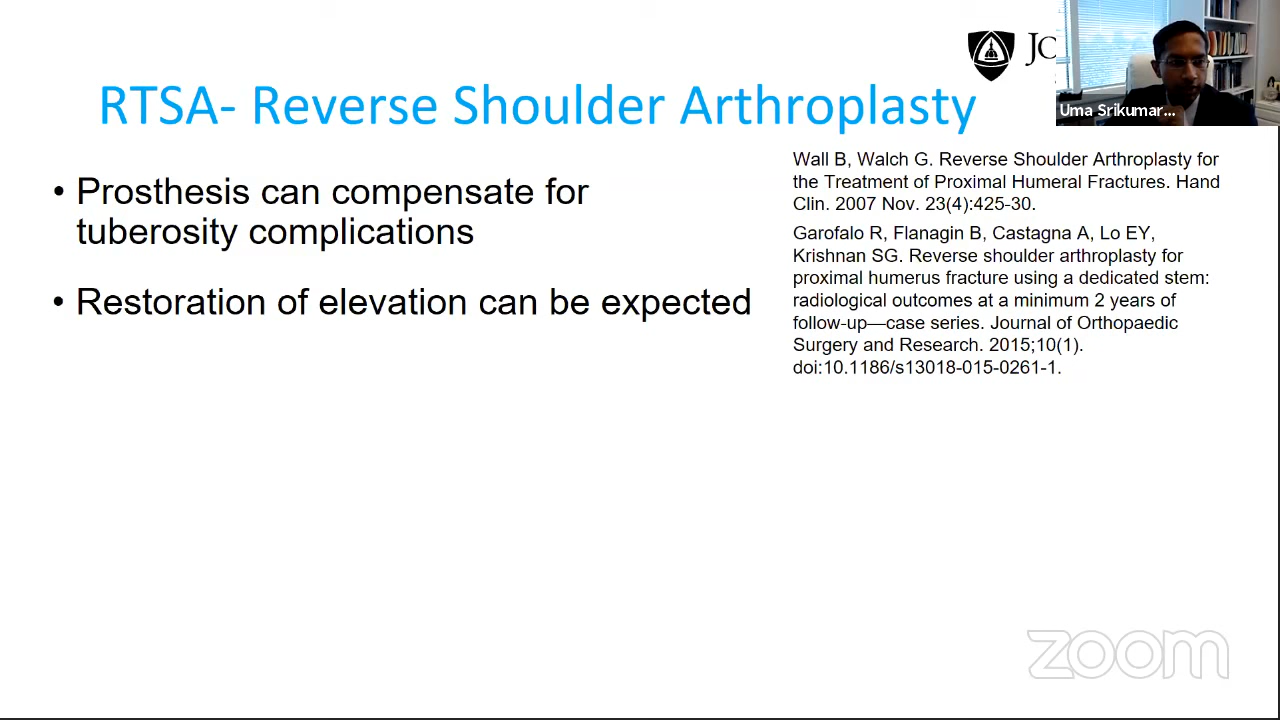 JO
Uma Srikumar...
RTSA- Reverse Shoulder Arthroplasty
• Prosthesis can compensate for
tuberosity complications
• Restoration of elevation can be expected
Wall B, Walch G. Reverse Shoulder Arthroplasty for
the Treatment of Proximal Humeral Fractures. Hand
Clin. 2007 Nov. 23(4):425-30.
Garofalo R, Flanagin B, Castagna A, Lo EY,
Krishnan SG. Reverse shoulder arthroplasty for
proximal humerus fracture using a dedicated stem:
radiological outcomes at a minimum 2 years of
follow-up—case series. Journal of Orthopaedic
Surgery and Research. 2015;10(1).
doi:10.1186/s13018-015-0261-1.
zoom